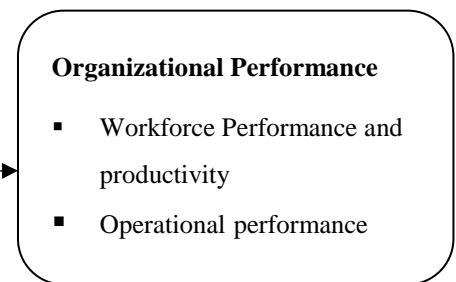 Organizational Performance
▪ Workforce Performance and
productivity
▪ Operational performance